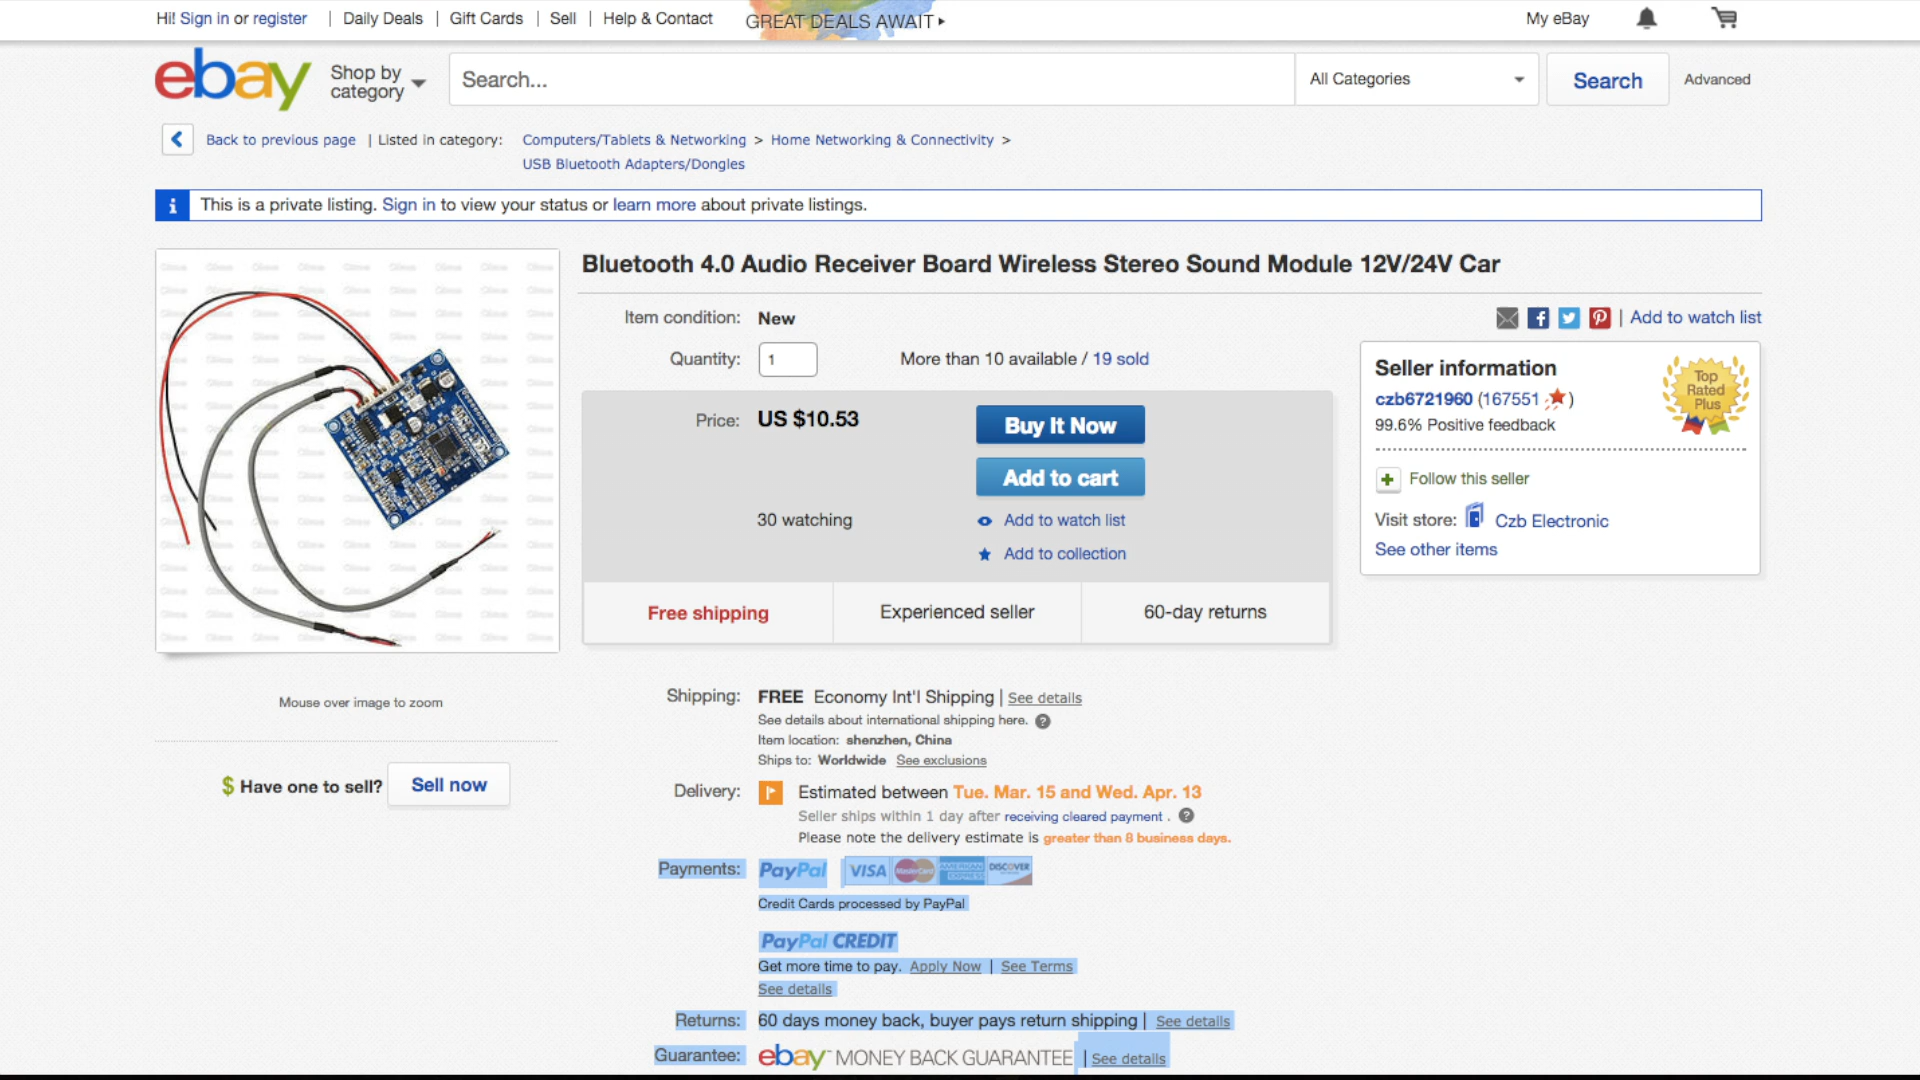 Hi! Sign in or register | Daily Deals | Gift Cards | Sell | Help & Contact GREAT DEALS AWAIT My eBay
ebay Shop by category Search... All Categories Search Advanced
Back to previous page | Listed in category: Computers/Tablets & Networking > Home Networking & Connectivity >
USB Bluetooth Adapters/Dongles
i This is a private listing. Sign in to view your status or learn more about private listings.
Bluetooth 4.0 Audio Receiver Board Wireless Stereo Sound Module 12V/24V Car
Item condition: New
| Add to watch list
Quantity: 1 More than 10 available / 19 sold
Price: US $10.53
Buy It Now
Add to cart
30 watching
Add to watch list
Add to collection
Free shipping Experienced seller 60-day returns
Seller information
czb6721960 (167551 )
99.6% Positive feedback
Top Rated Plus
Follow this seller
Visit store: Czb Electronic
See other items
Mouse over image to zoom
$ Have one to sell? Sell now
Shipping: FREE Economy Int'l Shipping | See details
See details about international shipping here. ?
Item location: shenzhen, China
Ships to: Worldwide See exclusions
Delivery: Estimated between Tue. Mar. 15 and Wed. Apr. 13
Seller ships within 1 day after receiving cleared payment . ?
Please note the delivery estimate is greater than 8 business days.
Payments: PayPal VISA MasterCard AMERICAN EXPRESS DISCOVER
Credit Cards processed by PayPal
PayPal CREDIT
Get more time to pay. Apply Now | See Terms
See details
Returns: 60 days money back, buyer pays return shipping | See details
Guarantee: ebay MONEY BACK GUARANTEE | See details